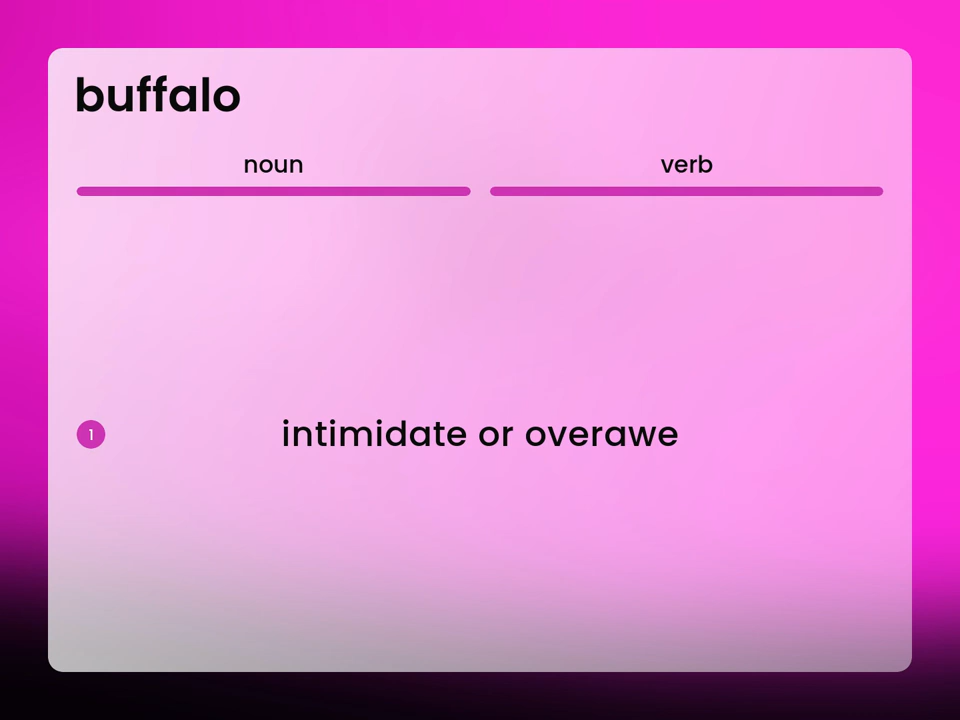 buffalo
noun
verb
1
intimidate or overawe